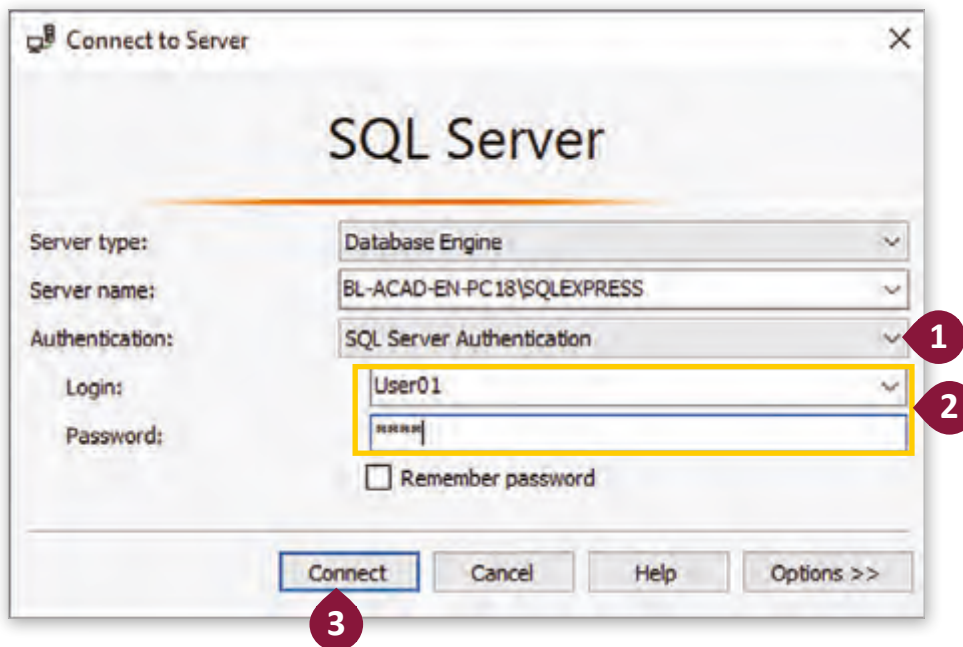 Connect to Server
SQL Server
Server type: Database Engine
Server name: BL-ACAD-EN-PC18\SQLEXPRESS
Authentication: SQL Server Authentication 1
Login: User01
2
Password: ****
Remember password
Connect Cancel Help Options >>
3